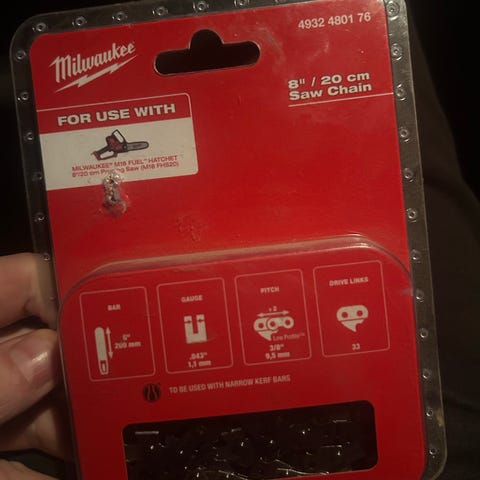 4932 4801 76
Milwaukee
8" / 20 cm
Saw Chain
FOR USE WITH
MILWAUKEE® M18 FUEL™ HATCHET
8"/20 cm Pruning Saw (M18 FHS20)
BAR
8"
200 mm
GAUGE
.043"
1,1 mm
PITCH
÷ 2
Low Profile™
3/8"
9,5 mm
DRIVE LINKS
33
TO BE USED WITH NARROW KERF BARS